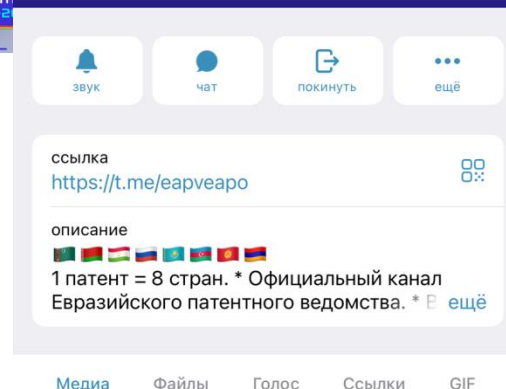 звук
чат
покинуть
ещё
ссылка
https://t.me/eapveapo
описание
🇹🇲🇧🇾🇹🇯🇷🇺🇰🇿🇦🇿🇰🇬🇦🇲
1 патент = 8 стран. * Официальный канал
Евразийского патентного ведомства. * В ещё
Медиа Файлы Голос Ссылки GIF